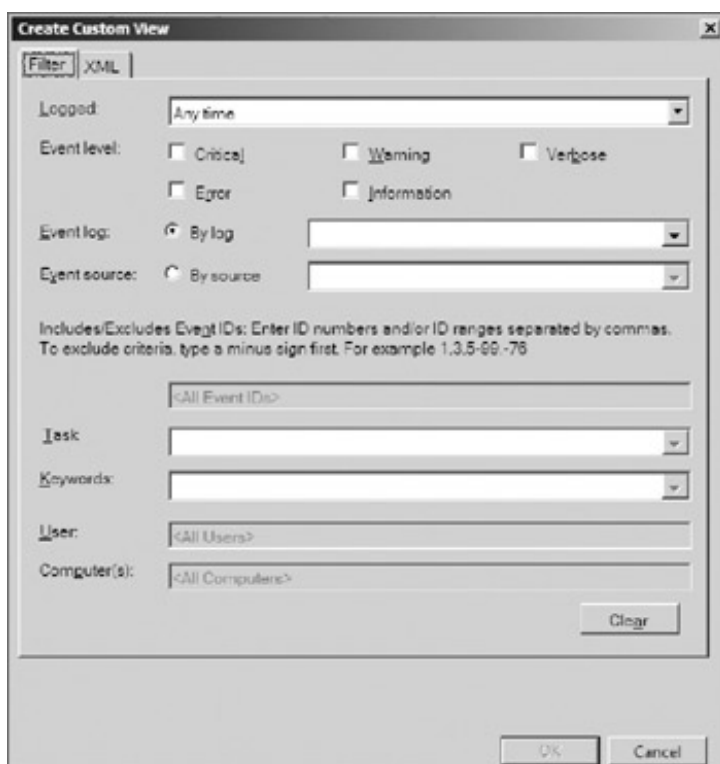 Create Custom View
Filter XML
Logged: Any time
Event level: Critical Warning Verbose
Error Information
Event log: By log
Event source: By source
Includes/Excludes Event IDs: Enter ID numbers and/or ID ranges separated by commas.
To exclude criteria, type a minus sign first. For example 1,3,5-99,-76
<All Event IDs>
Task
Keywords:
User: <All Users>
Computer(s): <All Computers>
Clear
OK Cancel